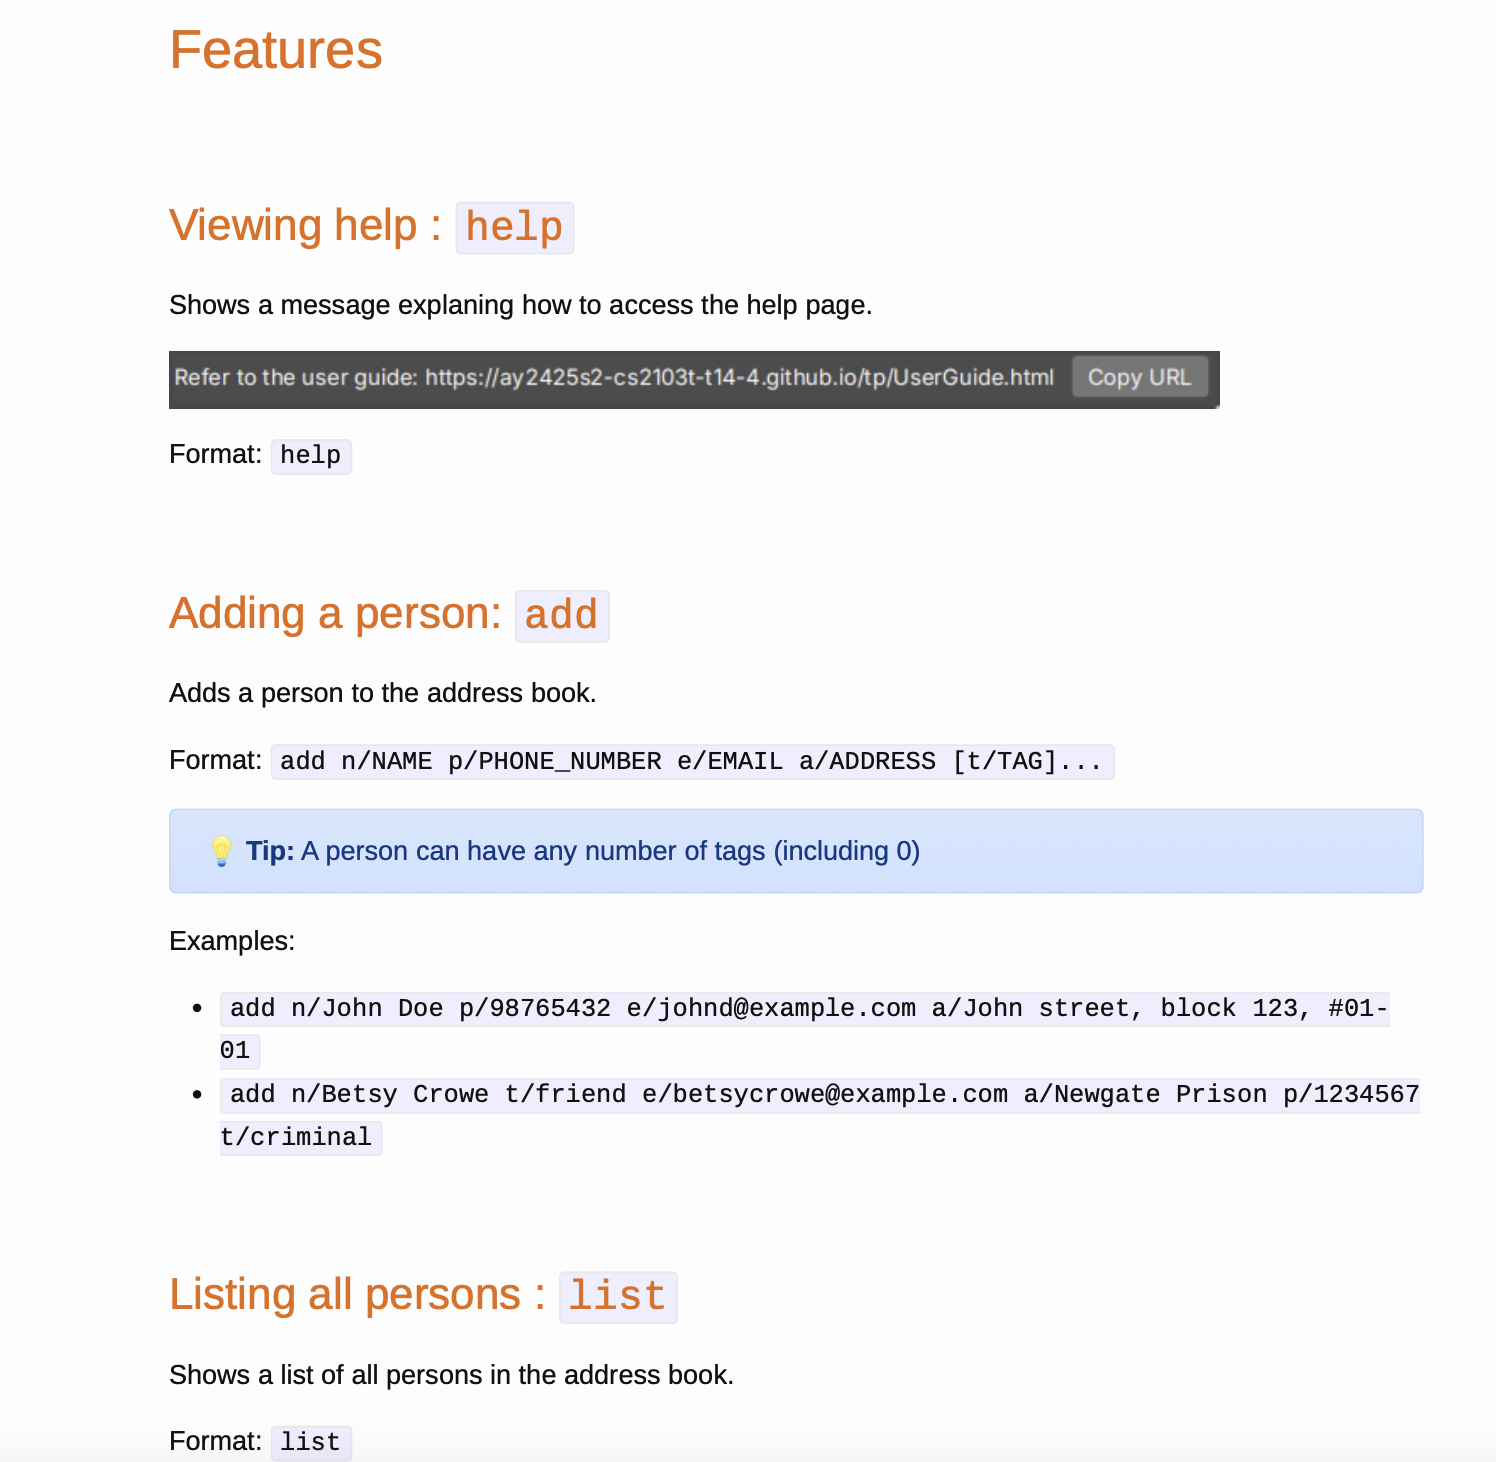 Features
Viewing help : help
Shows a message explaning how to access the help page.
Refer to the user guide: https://ay2425s2-cs2103t-t14-4.github.io/tp/UserGuide.html Copy URL
Format: help
Adding a person: add
Adds a person to the address book.
Format: add n/NAME p/PHONE_NUMBER e/EMAIL a/ADDRESS [t/TAG]...
💡 Tip: A person can have any number of tags (including 0)
Examples:
• add n/John Doe p/98765432 e/johnd@example.com a/John street, block 123, #01-
01
• add n/Betsy Crowe t/friend e/betsycrowe@example.com a/Newgate Prison p/1234567
t/criminal
Listing all persons : list
Shows a list of all persons in the address book.
Format: list